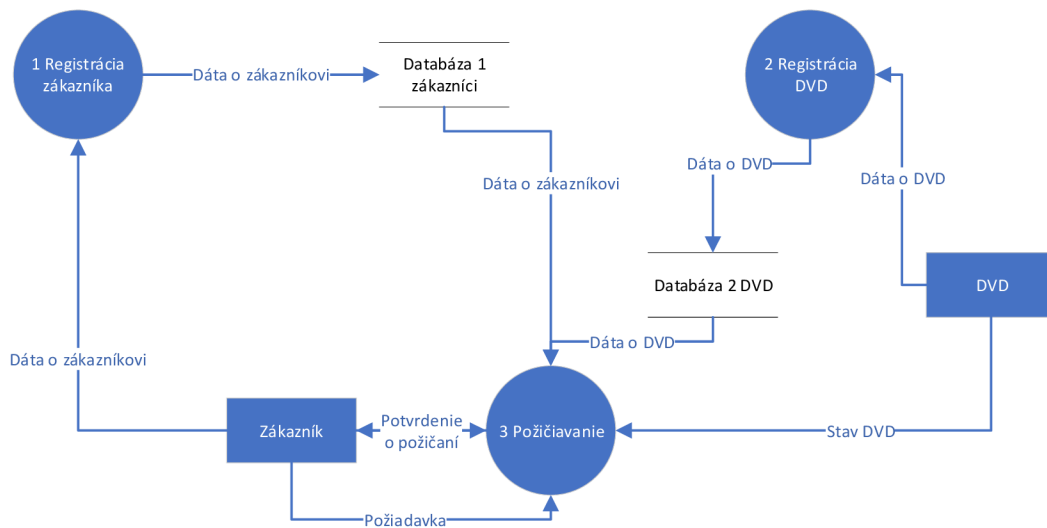 1 Registrácia
zákazníka
Dáta o zákazníkovi
Databáza 1
zákazníci
2 Registrácia
DVD
Dáta o DVD
Dáta o DVD
Dáta o zákazníkovi
Databáza 2 DVD
DVD
Dáta o DVD
Dáta o zákazníkovi
Zákazník
Potvrdenie
o požičaní
3 Požičiavanie
Stav DVD
Požiadavka